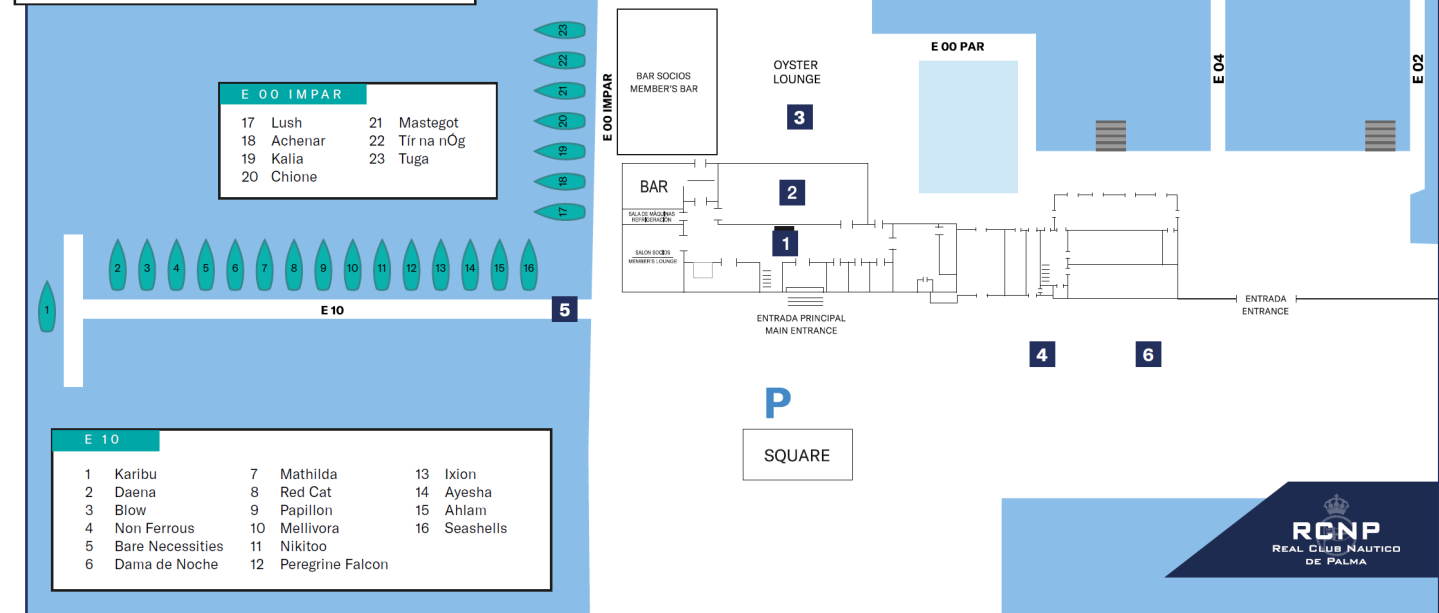 E 00 IMPAR
17 Lush
18 Achenar
19 Kalia
20 Chione
21 Mastegot
22 Tír na nÓg
23 Tuga
23
22
21
20
19
18
17
E 00 IMPAR
BAR SOCIOS
MEMBER'S BAR
OYSTER
LOUNGE
3
E 00 PAR
E 04
E 02
BAR
2
SALA DE MÁQUINAS
REFRIGERACIÓN
SALON SOCIOS
MEMBER'S LOUNGE
1
1
2
3
4
5
6
7
8
9
10
11
12
13
14
15
16
E 10
5
ENTRADA PRINCIPAL
MAIN ENTRANCE
ENTRADA
ENTRANCE
4
6
P
SQUARE
E 10
1 Karibu
2 Daena
3 Blow
4 Non Ferrous
5 Bare Necessities
6 Dama de Noche
7 Mathilda
8 Red Cat
9 Papillon
10 Mellivora
11 Nikitoo
12 Peregrine Falcon
13 Ixion
14 Ayesha
15 Ahlam
16 Seashells
RCNP
REAL CLUB NAUTICO
DE PALMA